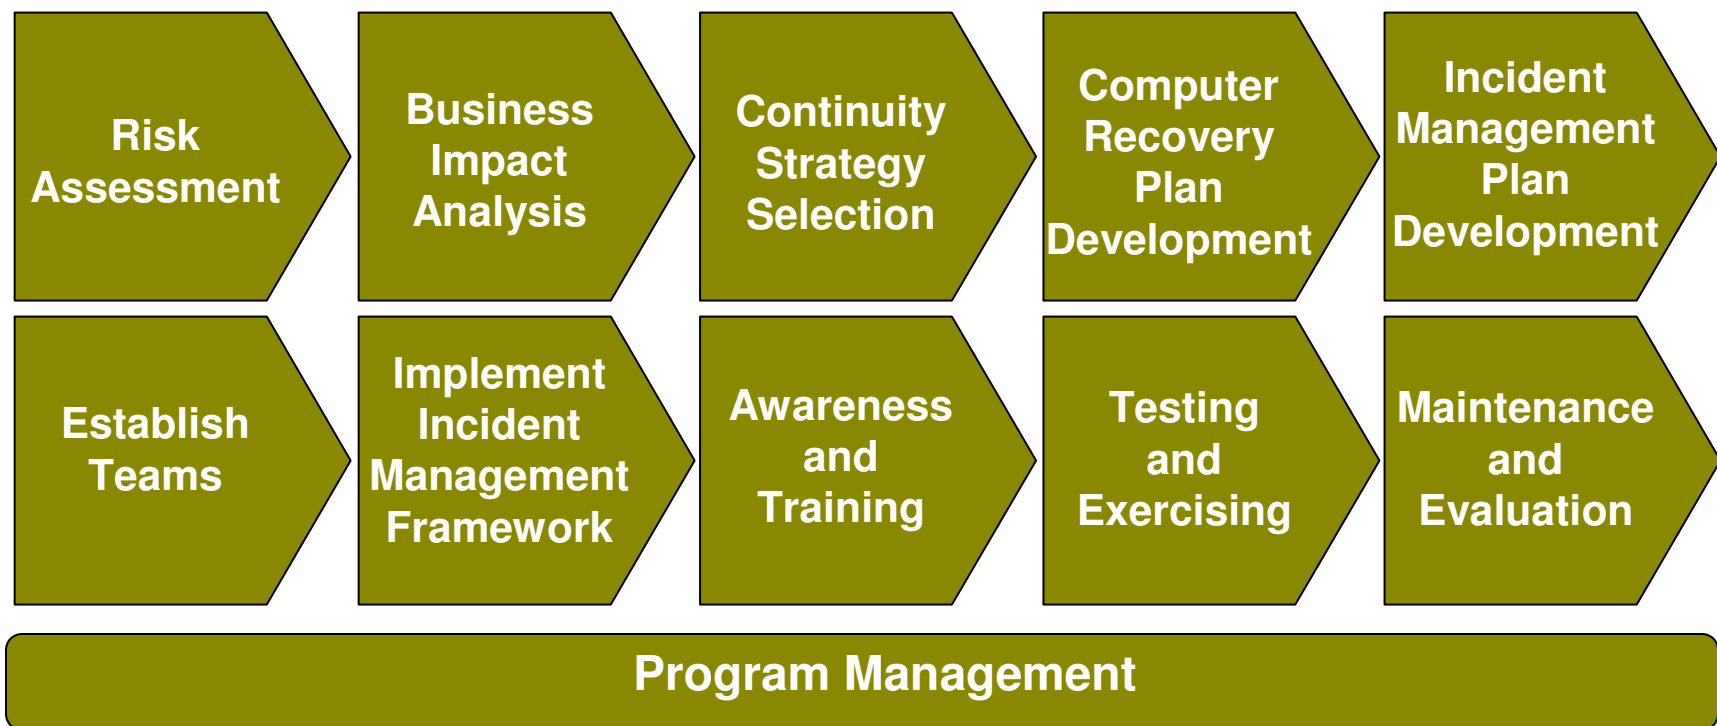 Risk
Assessment
Business
Impact
Analysis
Continuity
Strategy
Selection
Computer
Recovery
Plan
Development
Incident
Management
Plan
Development
Establish
Teams
Implement
Incident
Management
Framework
Awareness
and
Training
Testing
and
Exercising
Maintenance
and
Evaluation
Program Management